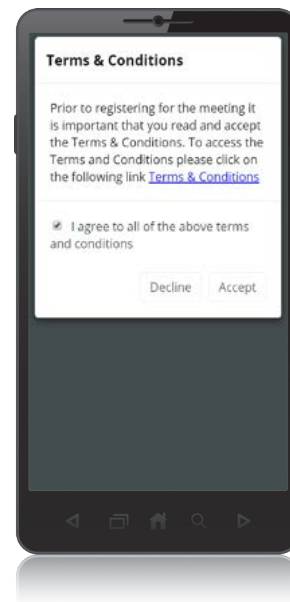 Terms & Conditions
Prior to registering for the meeting it
is important that you read and accept
the Terms & Conditions. To access the
Terms and Conditions please click on
the following link Terms & Conditions
I agree to all of the above terms
and conditions
Decline Accept